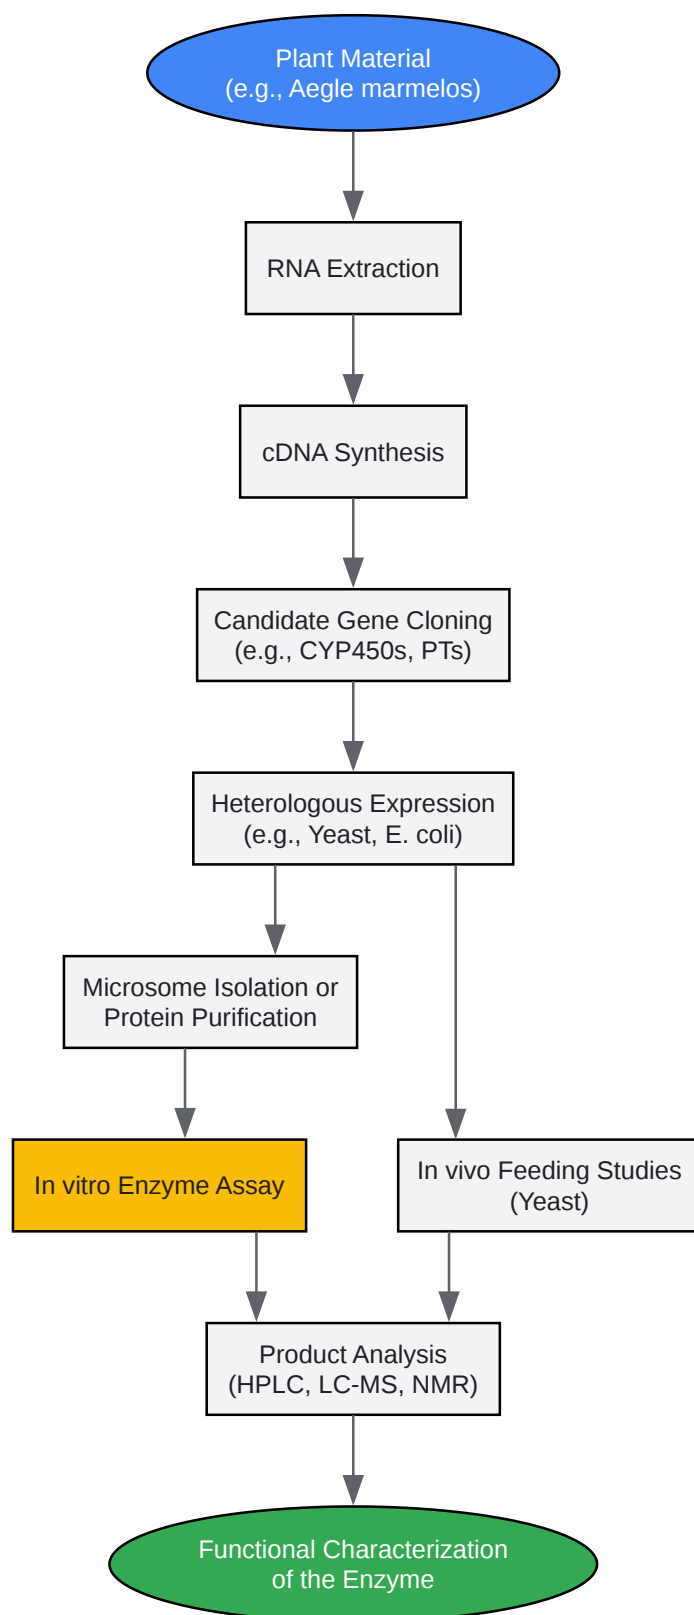 Plant Material
(e.g., Aegle marmelos)
RNA Extraction
cDNA Synthesis
Candidate Gene Cloning
(e.g., CYP450s, PTs)
Heterologous Expression
(e.g., Yeast, E. coli)
Microsome Isolation or
Protein Purification
In vitro Enzyme Assay
In vivo Feeding Studies
(Yeast)
Product Analysis
(HPLC, LC-MS, NMR)
Functional Characterization
of the Enzyme